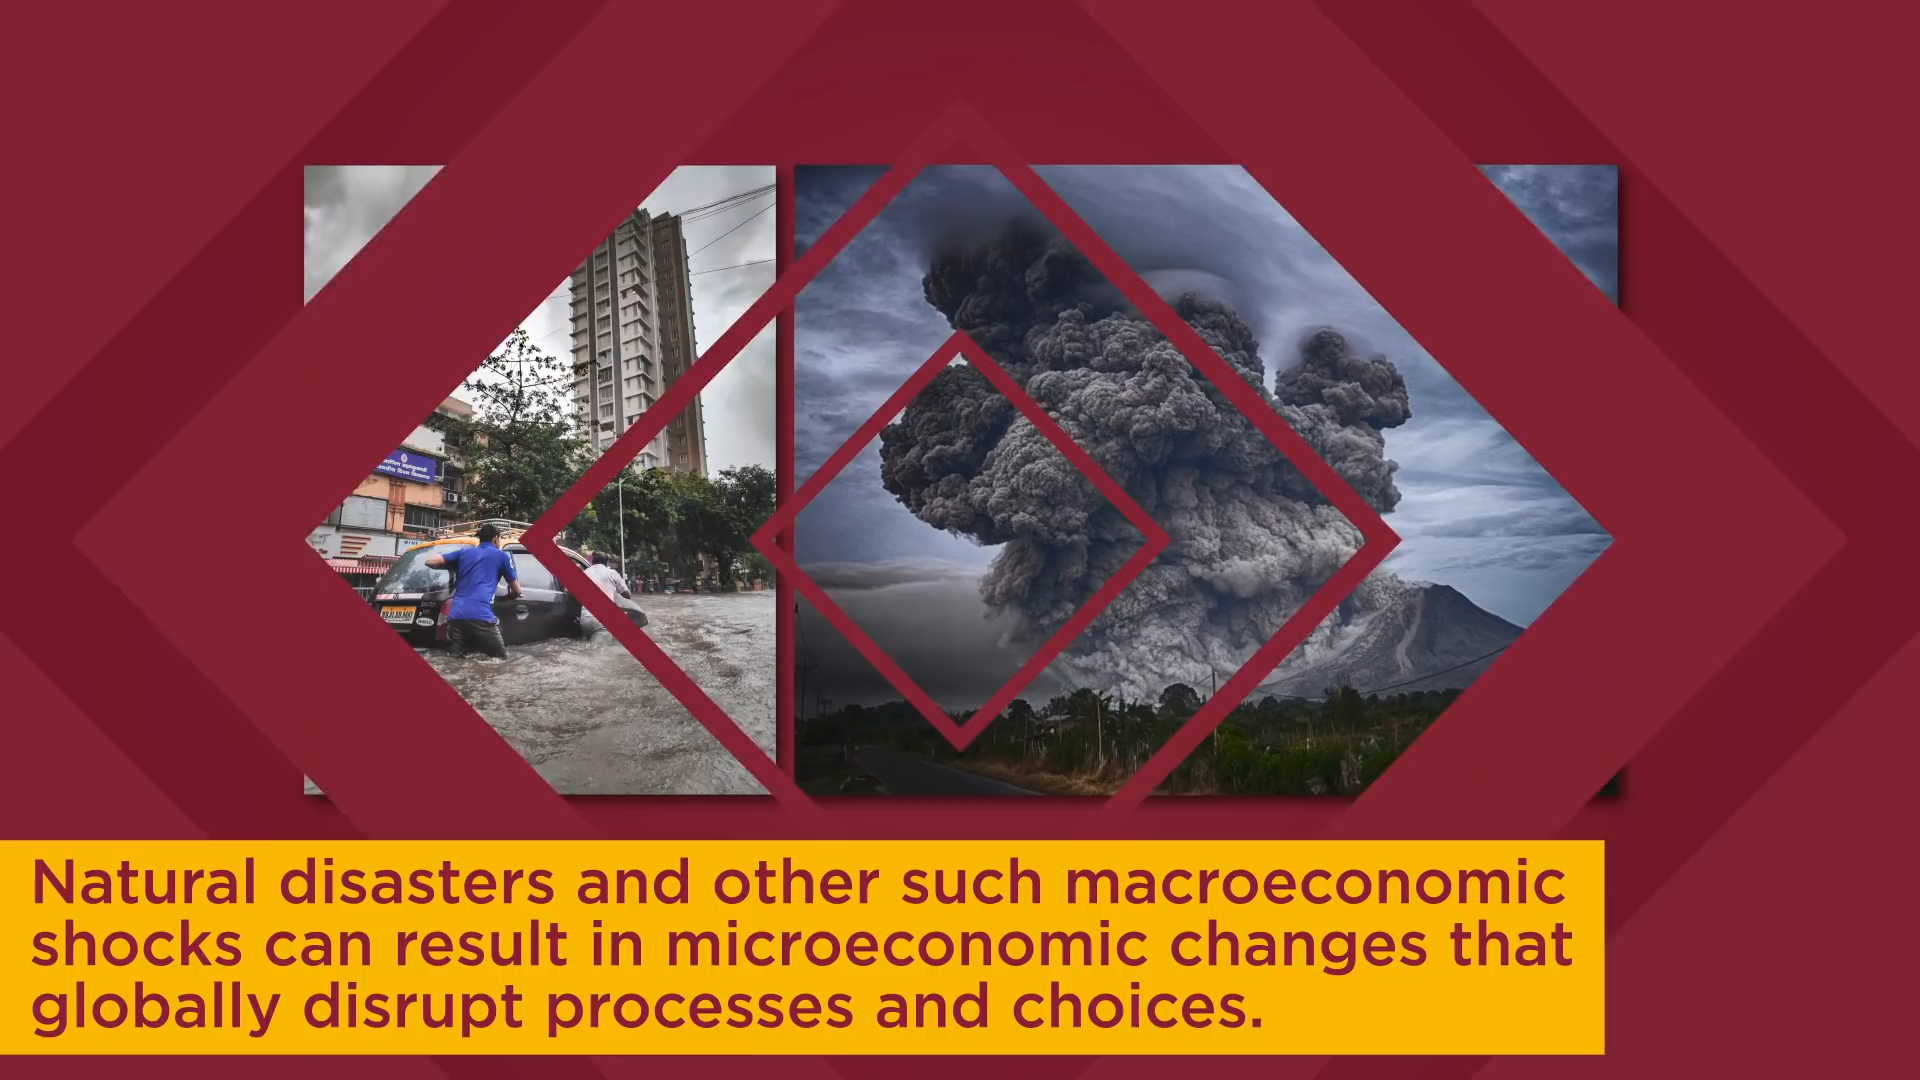 Natural disasters and other such macroeconomic
shocks can result in microeconomic changes that
globally disrupt processes and choices.